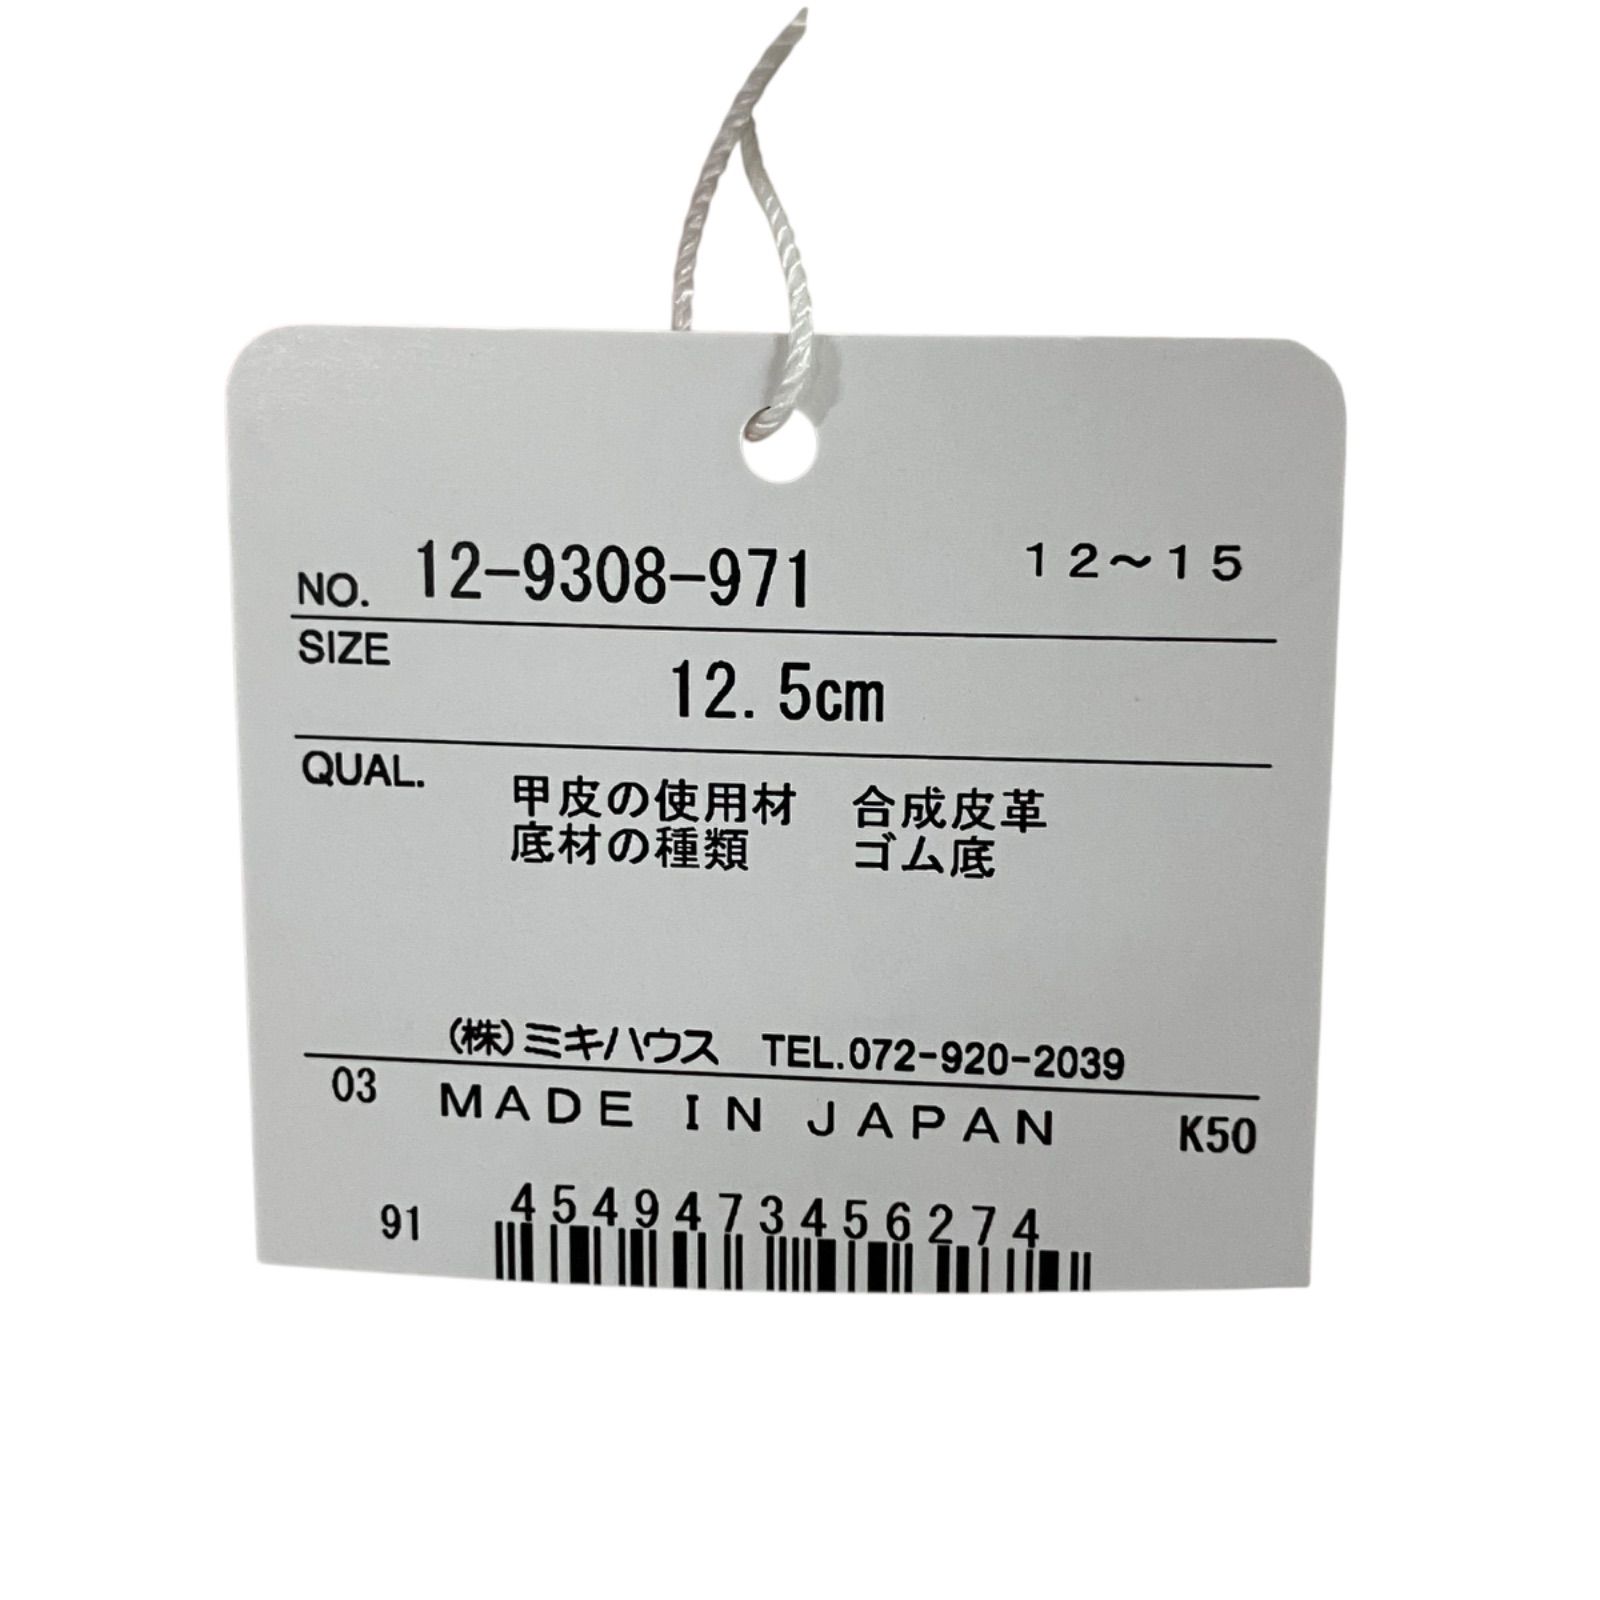 NO. 12-9308-971 12～15
SIZE 12.5cm
QUAL. 甲皮の使用材 合成皮革
底材の種類 ゴム底
(株)ミキハウス TEL.072-920-2039
03 MADE IN JAPAN K50
91 4549473456274